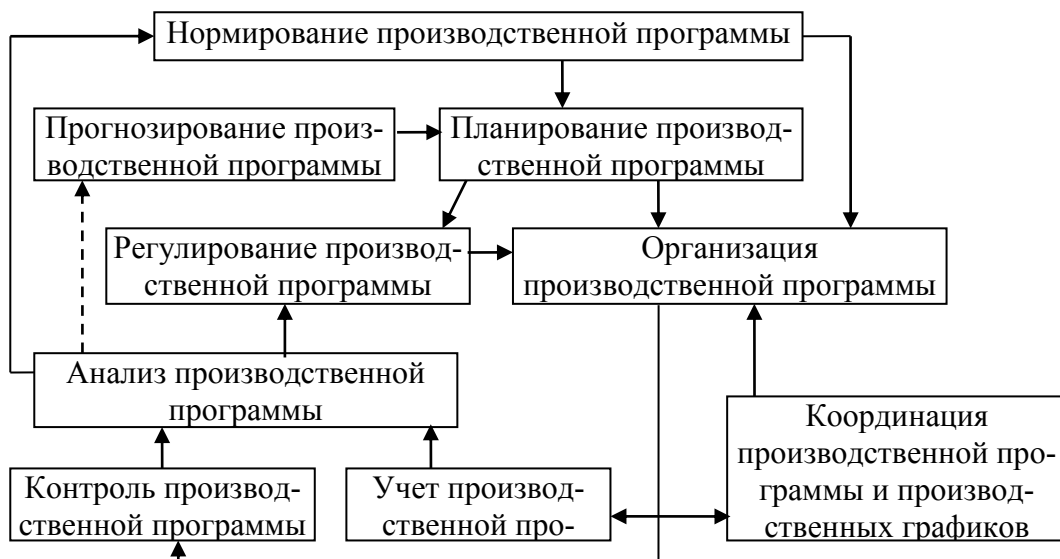 Нормирование производственной программы
Прогнозирование произ-
водственной программы
Планирование производ-
ственной программы
Регулирование производ-
ственной программы
Организация
производственной программы
Анализ производственной
программы
Контроль производ-
ственной программы
Учет производ-
ственной про-
Координация
производственной про-
граммы и производ-
ственных графиков